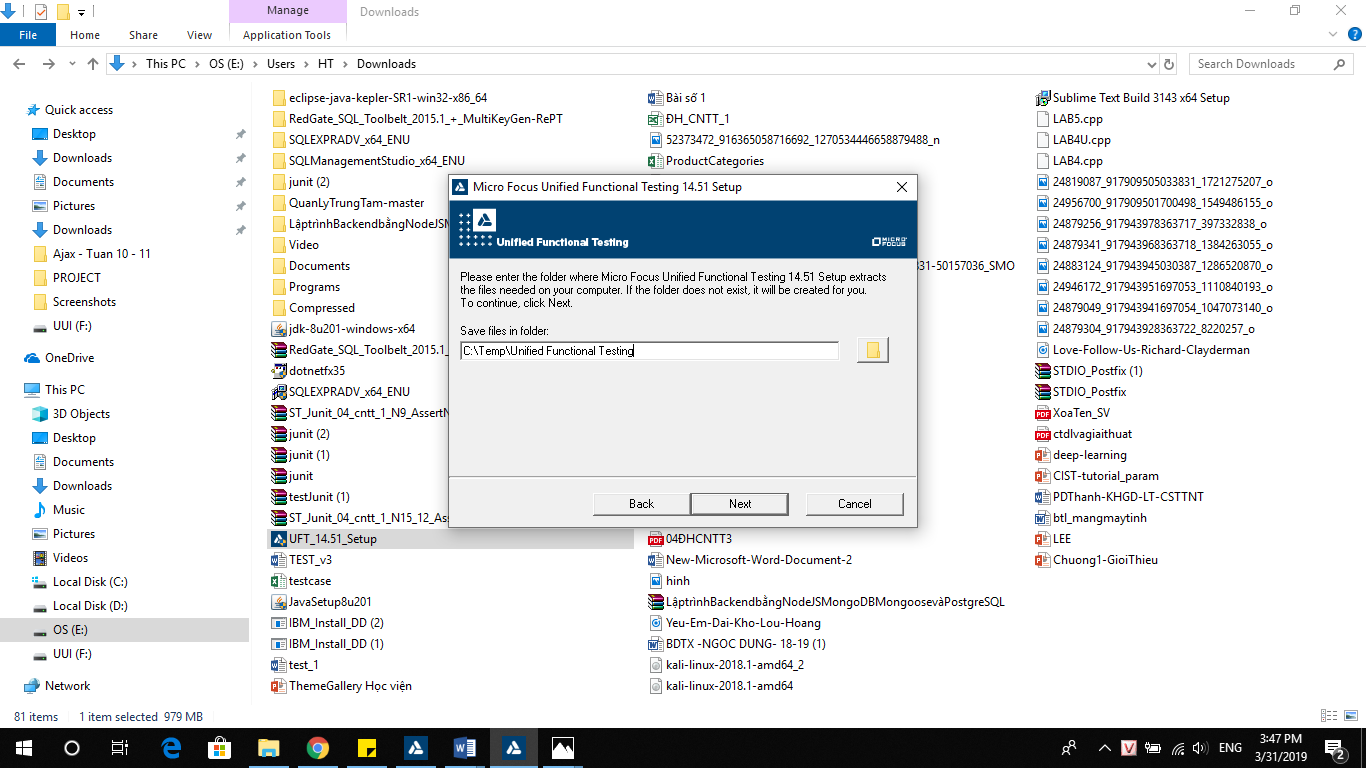 Manage
Downloads
File
Home
Share
View
Application Tools
This PC
OS (E:)
Users
HT
Downloads
Search Downloads
Quick access
Desktop
Downloads
Documents
Pictures
Downloads
Ajax - Tuan 10 - 11
PROJECT
Screenshots
UUI (F:)
OneDrive
This PC
3D Objects
Desktop
Documents
Downloads
Music
Pictures
Videos
Local Disk (C:)
Local Disk (D:)
OS (E:)
UUI (F:)
Network
eclipse-java-kepler-SR1-win32-x86_64
RedGate_SQL_Toolbelt_2015.1_+_MultiKeyGen-RePT
SQLEXPRADV_x64_ENU
SQLManagementStudio_x64_ENU
junit (2)
QuanLyTrungTam-master
LậptrìnhBackendbằngNodeJSM
Video
Documents
Programs
Compressed
jdk-8u201-windows-x64
RedGate_SQL_Toolbelt_2015.1_
dotnetfx35
SQLEXPRADV_x64_ENU
ST_Junit_04_cntt_1_N9_AssertN
junit (2)
junit (1)
junit
testJunit (1)
ST_Junit_04_cntt_1_N15_12_Ass
UFT_14.51_Setup
TEST_v3
testcase
JavaSetup8u201
IBM_Install_DD (2)
IBM_Install_DD (1)
test_1
ThemeGallery Học viện
Bài số 1
ĐH_CNTT_1
52373472_916365058716692_1270534446658879488_n
ProductCategories
31-50157036_SMO
04ĐHCNTT3
New-Microsoft-Word-Document-2
hinh
LậptrìnhBackendbằngNodeJSMongoDBMongoosevàPostgreSQL
Yeu-Em-Dai-Kho-Lou-Hoang
BDTX -NGOC DUNG- 18-19 (1)
kali-linux-2018.1-amd64_2
kali-linux-2018.1-amd64
Sublime Text Build 3143 x64 Setup
LAB5.cpp
LAB4U.cpp
LAB4.cpp
24819087_917909505033831_1721275207_o
24956700_917909501700498_1549486155_o
24879256_917943978363717_397332838_o
24879341_917943968363718_1384263055_o
24883124_917943945030387_1286520870_o
24946172_917943951697053_1110840193_o
24879049_917943941697054_1047073140_o
24879304_917943928363722_8220257_o
Love-Follow-Us-Richard-Clayderman
STDIO_Postfix (1)
STDIO_Postfix
XoaTen_SV
ctdlvagiaithuat
deep-learning
CIST-tutorial_param
PDThanh-KHGD-LT-CSTTNT
btl_mangmaytinh
LEE
Chuong1-GioiThieu
Micro Focus Unified Functional Testing 14.51 Setup
Unified Functional Testing
MICRO FOCUS
Please enter the folder where Micro Focus Unified Functional Testing 14.51 Setup extracts
the files needed on your computer. If the folder does not exist, it will be created for you.
To continue, click Next.
Save files in folder:
C:\Temp\Unified Functional Testing
Back
Next
Cancel
81 items
1 item selected 979 MB
ENG
3:47 PM
3/31/2019
2